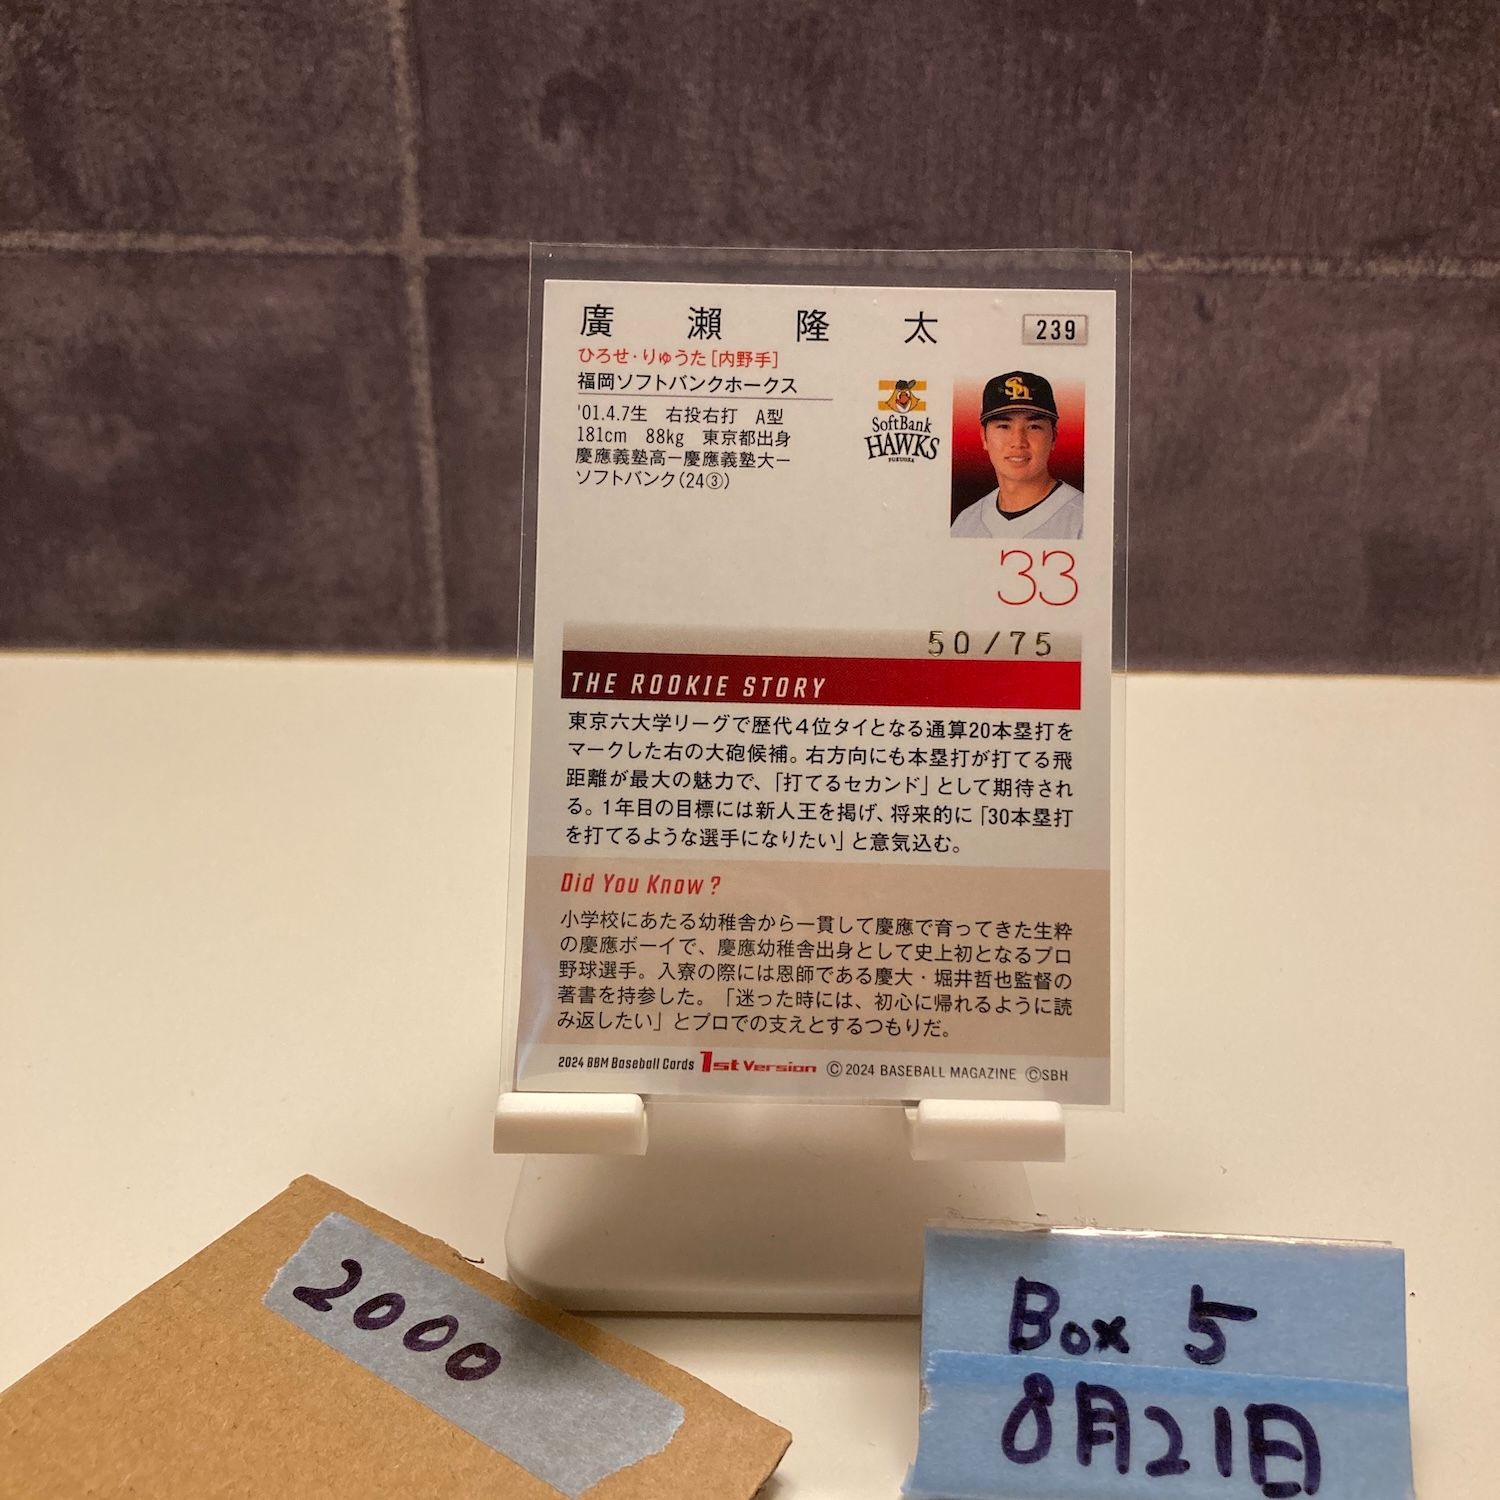 廣瀨隆太
239
ひろせ・りゅうた［内野手］
福岡ソフトバンクホークス
'01.4.7生 右投右打 A型
181cm 88kg 東京都出身
慶應義塾高ー慶應義塾大ー
ソフトバンク(24③)
SoftBank
HAWKS
FUKUOKA
33
50/75
THE ROOKIE STORY
東京六大学リーグで歴代4位タイとなる通算20本塁打を
マークした右の大砲候補。右方向にも本塁打が打てる飛
距離が最大の魅力で、「打てるセカンド」として期待され
る。1年目の目標には新人王を掲げ、将来的に「30本塁打
を打てるような選手になりたい」と意気込む。
Did You Know?
小学校にあたる幼稚舎から一貫して慶應で育ってきた生粋
の慶應ボーイで、慶應幼稚舎出身として史上初となるプロ
野球選手。入寮の際には恩師である慶大・堀井哲也監督の
著書を持参した。「迷った時には、初心に帰れるように読
み返したい」とプロでの支えとするつもりだ。
2024 BBM Baseball Cards 1st Version ©2024 BASEBALL MAGAZINE ©SBH
2000
Box 5
8月21日